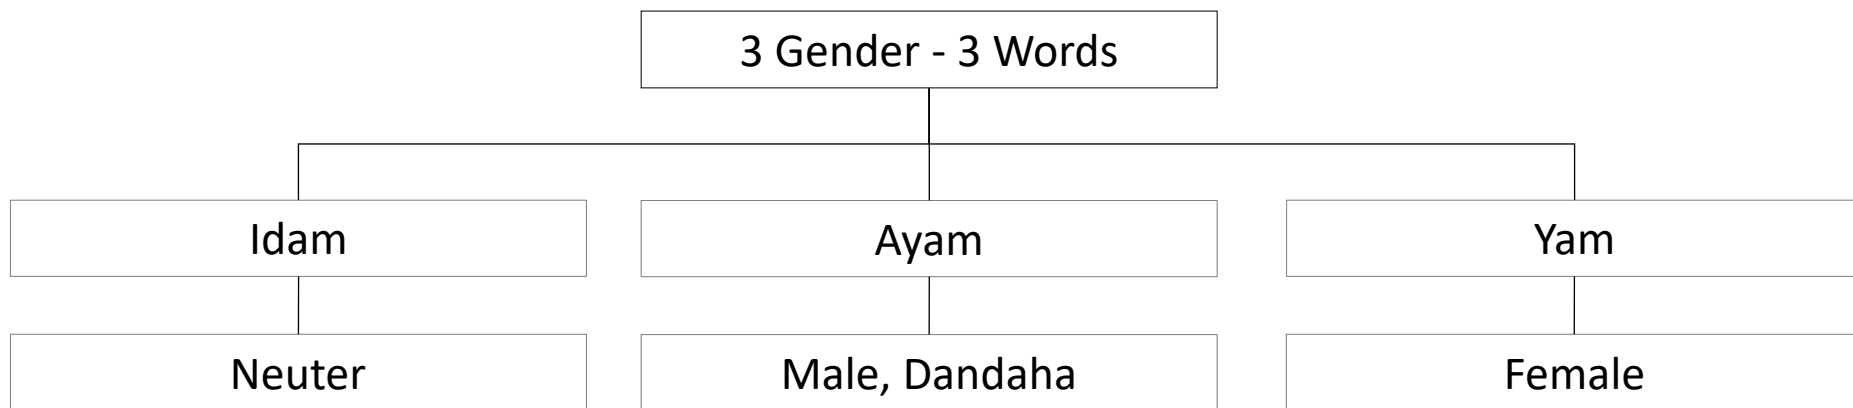 3 Gender - 3 Words
Idam
Ayam
Yam
Neuter
Male, Dandaha
Female